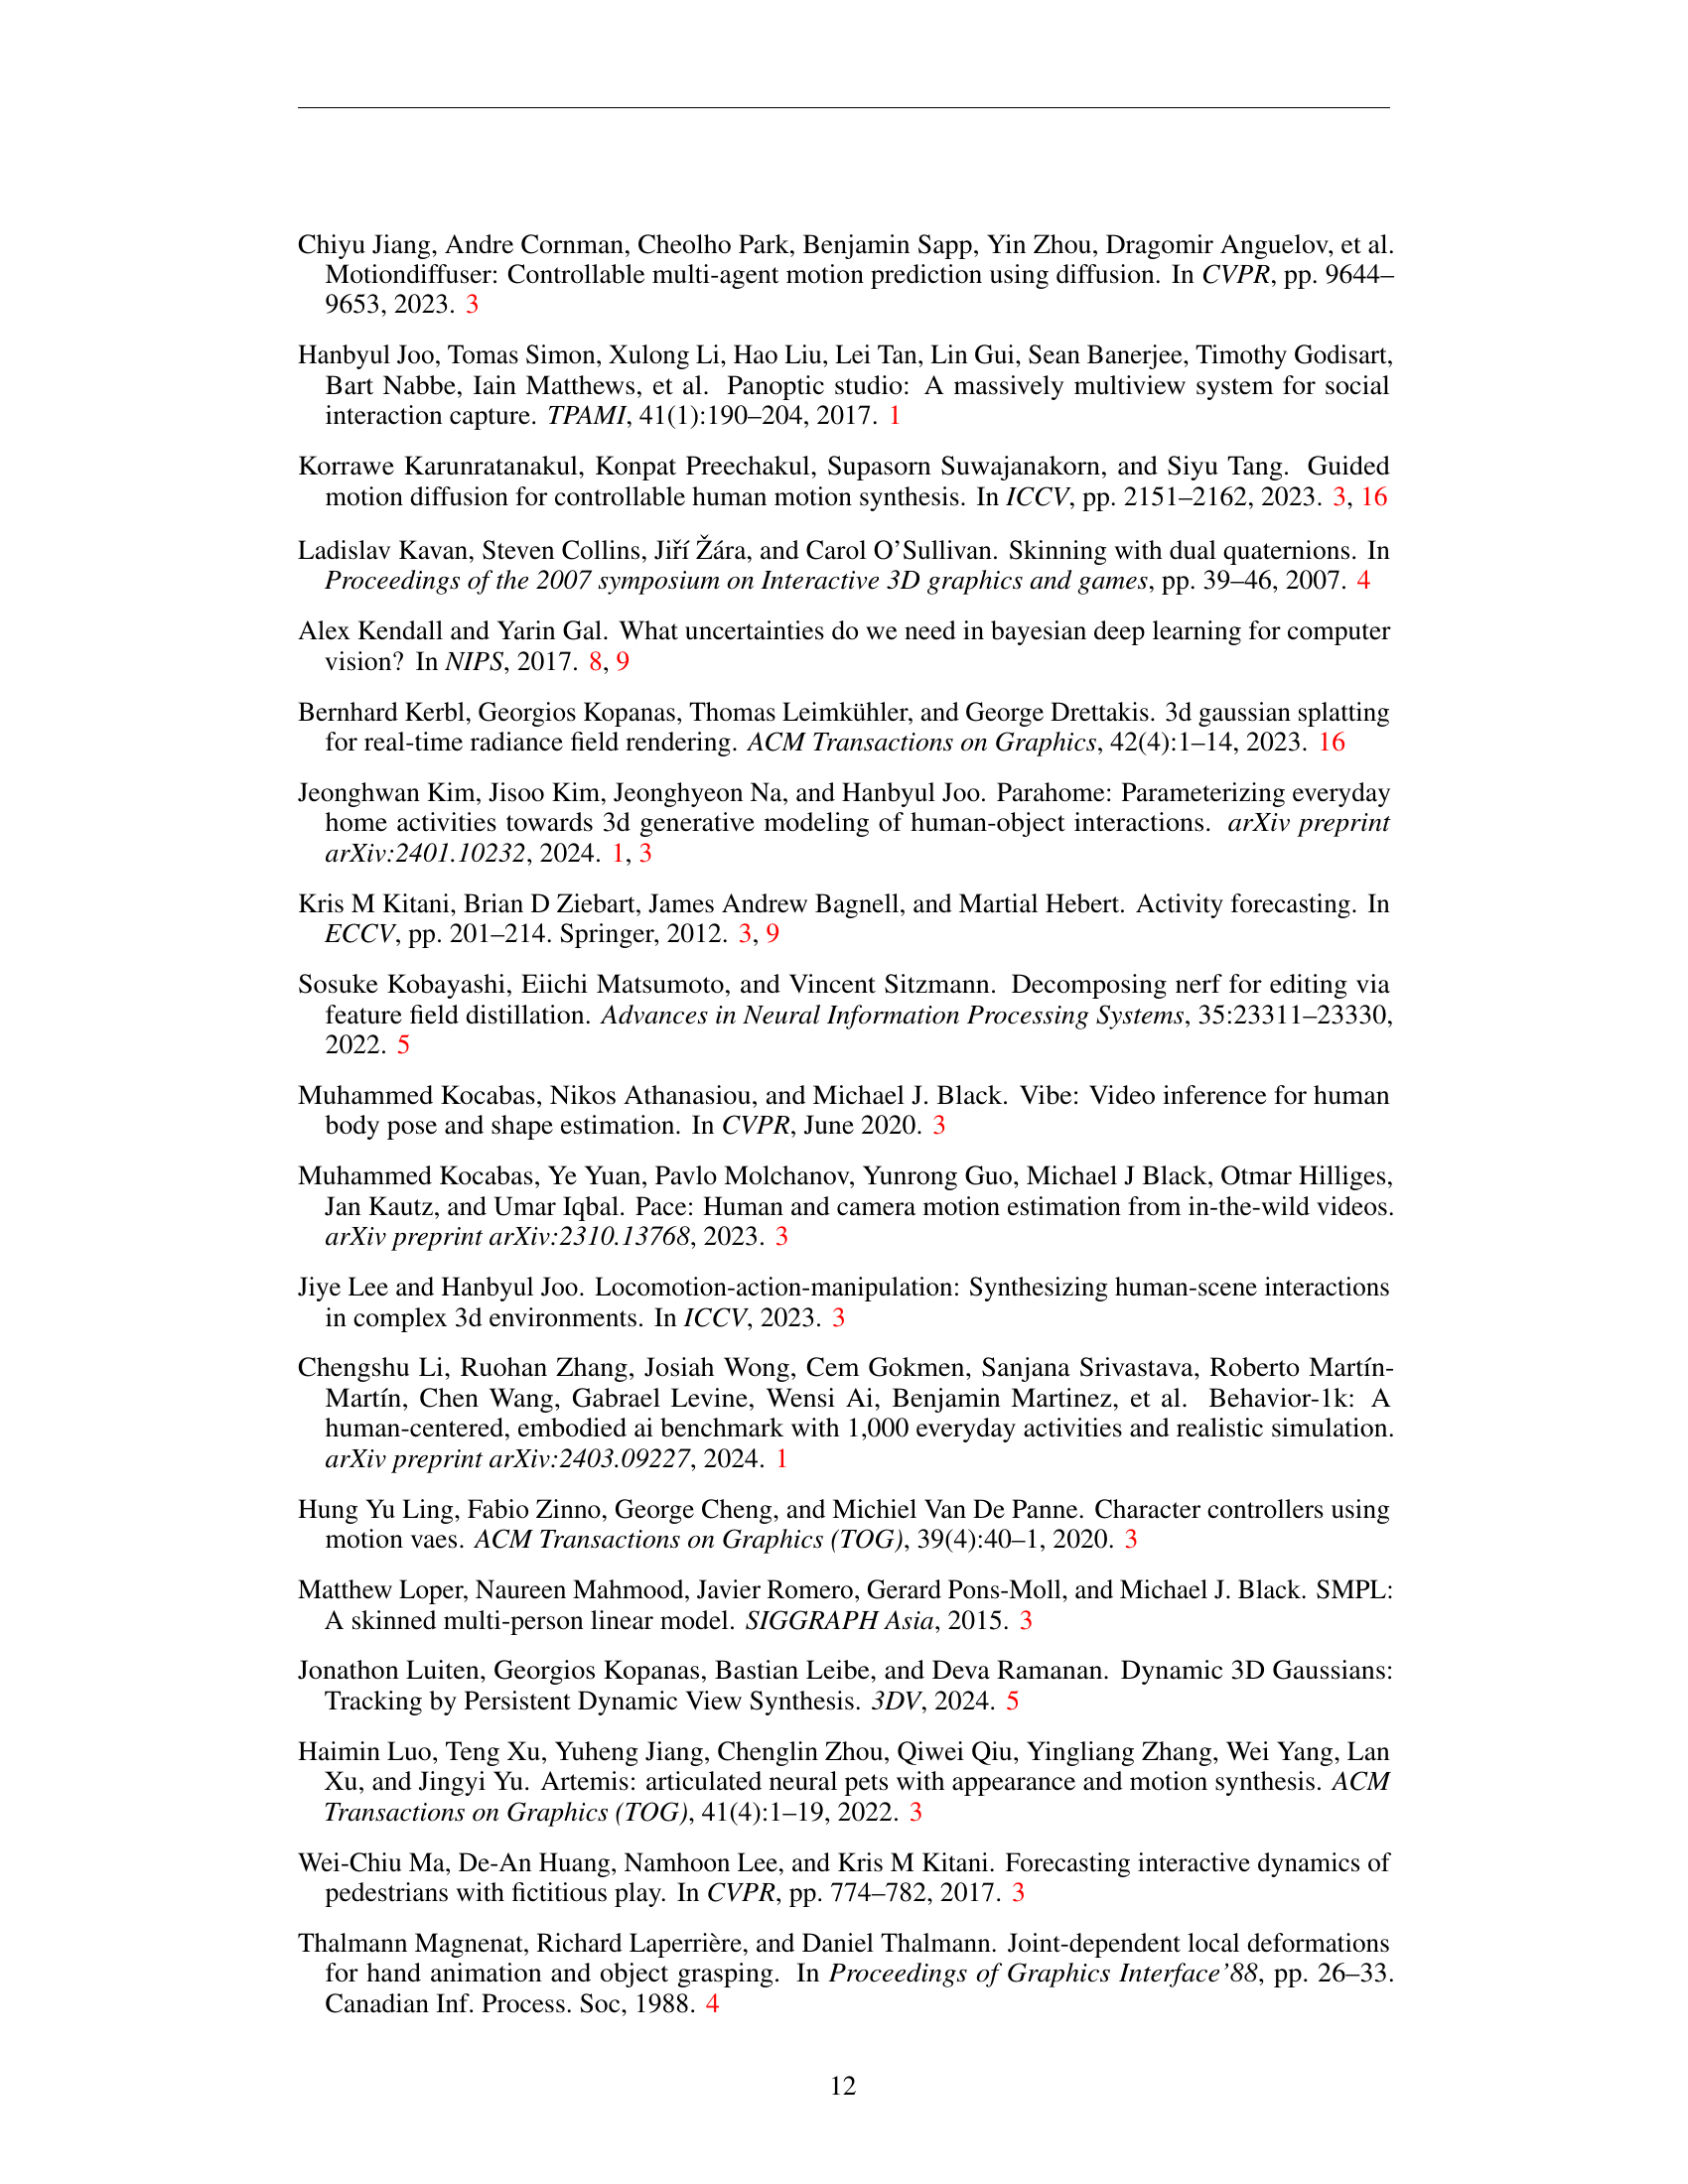 Chiyu Jiang, Andre Cornman, Cheolho Park, Benjamin Sapp, Yin Zhou, Dragomir Anguelov, et al.
Motiondiffuser: Controllable multi-agent motion prediction using diffusion. In CVPR, pp. 9644–
9653, 2023. 3
Hanbyul Joo, Tomas Simon, Xulong Li, Hao Liu, Lei Tan, Lin Gui, Sean Banerjee, Timothy Godisart,
Bart Nabbe, Iain Matthews, et al. Panoptic studio: A massively multiview system for social
interaction capture. TPAMI, 41(1):190–204, 2017. 1
Korrawe Karunratanakul, Konpat Preechakul, Supasorn Suwajanakorn, and Siyu Tang. Guided
motion diffusion for controllable human motion synthesis. In ICCV, pp. 2151–2162, 2023. 3, 16
Ladislav Kavan, Steven Collins, Jiří Žára, and Carol O'Sullivan. Skinning with dual quaternions. In
Proceedings of the 2007 symposium on Interactive 3D graphics and games, pp. 39–46, 2007. 4
Alex Kendall and Yarin Gal. What uncertainties do we need in bayesian deep learning for computer
vision? In NIPS, 2017. 8, 9
Bernhard Kerbl, Georgios Kopanas, Thomas Leimkühler, and George Drettakis. 3d gaussian splatting
for real-time radiance field rendering. ACM Transactions on Graphics, 42(4):1–14, 2023. 16
Jeonghwan Kim, Jisoo Kim, Jeonghyeon Na, and Hanbyul Joo. Parahome: Parameterizing everyday
home activities towards 3d generative modeling of human-object interactions. arXiv preprint
arXiv:2401.10232, 2024. 1, 3
Kris M Kitani, Brian D Ziebart, James Andrew Bagnell, and Martial Hebert. Activity forecasting. In
ECCV, pp. 201–214. Springer, 2012. 3, 9
Sosuke Kobayashi, Eiichi Matsumoto, and Vincent Sitzmann. Decomposing nerf for editing via
feature field distillation. Advances in Neural Information Processing Systems, 35:23311–23330,
2022. 5
Muhammed Kocabas, Nikos Athanasiou, and Michael J. Black. Vibe: Video inference for human
body pose and shape estimation. In CVPR, June 2020. 3
Muhammed Kocabas, Ye Yuan, Pavlo Molchanov, Yunrong Guo, Michael J Black, Otmar Hilliges,
Jan Kautz, and Umar Iqbal. Pace: Human and camera motion estimation from in-the-wild videos.
arXiv preprint arXiv:2310.13768, 2023. 3
Jiye Lee and Hanbyul Joo. Locomotion-action-manipulation: Synthesizing human-scene interactions
in complex 3d environments. In ICCV, 2023. 3
Chengshu Li, Ruohan Zhang, Josiah Wong, Cem Gokmen, Sanjana Srivastava, Roberto Martín-
Martín, Chen Wang, Gabrael Levine, Wensi Ai, Benjamin Martinez, et al. Behavior-1k: A
human-centered, embodied ai benchmark with 1,000 everyday activities and realistic simulation.
arXiv preprint arXiv:2403.09227, 2024. 1
Hung Yu Ling, Fabio Zinno, George Cheng, and Michiel Van De Panne. Character controllers using
motion vaes. ACM Transactions on Graphics (TOG), 39(4):40–1, 2020. 3
Matthew Loper, Naureen Mahmood, Javier Romero, Gerard Pons-Moll, and Michael J. Black. SMPL:
A skinned multi-person linear model. SIGGRAPH Asia, 2015. 3
Jonathon Luiten, Georgios Kopanas, Bastian Leibe, and Deva Ramanan. Dynamic 3D Gaussians:
Tracking by Persistent Dynamic View Synthesis. 3DV, 2024. 5
Haimin Luo, Teng Xu, Yuheng Jiang, Chenglin Zhou, Qiwei Qiu, Yingliang Zhang, Wei Yang, Lan
Xu, and Jingyi Yu. Artemis: articulated neural pets with appearance and motion synthesis. ACM
Transactions on Graphics (TOG), 41(4):1–19, 2022. 3
Wei-Chiu Ma, De-An Huang, Namhoon Lee, and Kris M Kitani. Forecasting interactive dynamics of
pedestrians with fictitious play. In CVPR, pp. 774–782, 2017. 3
Thalmann Magnenat, Richard Laperrière, and Daniel Thalmann. Joint-dependent local deformations
for hand animation and object grasping. In Proceedings of Graphics Interface'88, pp. 26–33.
Canadian Inf. Process. Soc, 1988. 4
12